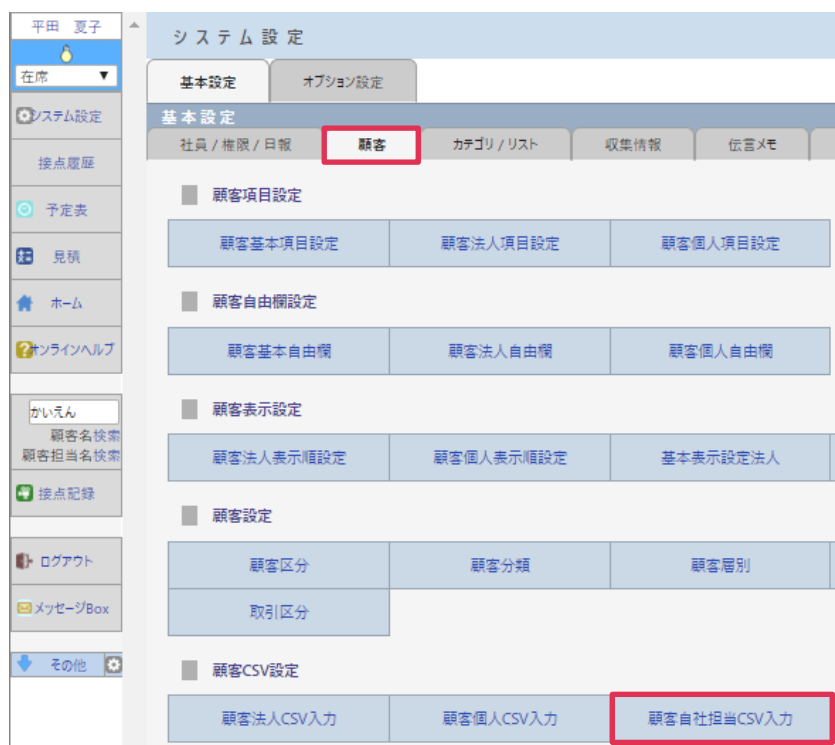 平田　夏子
在席 ▼
システム設定
接点履歴
予定表
見積
ホーム
オンラインヘルプ
かいえん
顧客名検索
顧客担当名検索
接点記録
ログアウト
メッセージBox
その他
システム設定
基本設定 オプション設定
基本設定
社員 / 権限 / 日報 顧客 カテゴリ / リスト 収集情報 伝言メモ
顧客項目設定
顧客基本項目設定 顧客法人項目設定 顧客個人項目設定
顧客自由欄設定
顧客基本自由欄 顧客法人自由欄 顧客個人自由欄
顧客表示設定
顧客法人表示順設定 顧客個人表示順設定 基本表示設定法人
顧客設定
顧客区分 顧客分類 顧客層別
取引区分
顧客CSV設定
顧客法人CSV入力 顧客個人CSV入力 顧客自社担当CSV入力